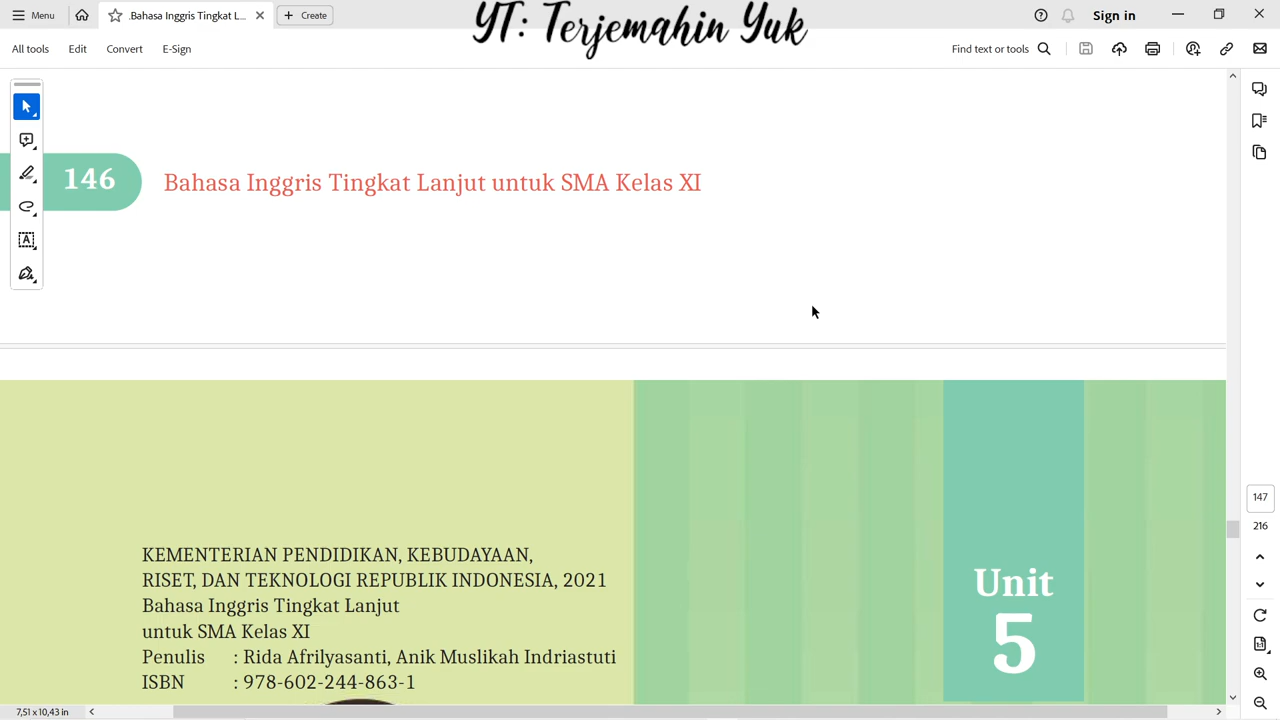 YT: Terjemahin Yuk
Menu
.Bahasa Inggris Tingkat L...
Create
Sign in
All tools
Edit
Convert
E-Sign
Find text or tools
146
Bahasa Inggris Tingkat Lanjut untuk SMA Kelas XI
KEMENTERIAN PENDIDIKAN, KEBUDAYAAN,
RISET, DAN TEKNOLOGI REPUBLIK INDONESIA, 2021
Bahasa Inggris Tingkat Lanjut
untuk SMA Kelas XI
Penulis : Rida Afrilyasanti, Anik Muslikah Indriastuti
ISBN : 978-602-244-863-1
Unit
5
147
216
7,51 x 10,43 in